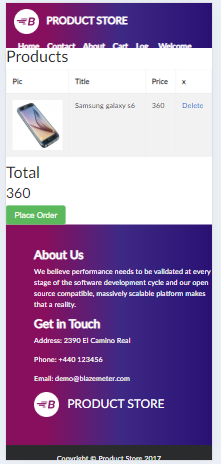 PRODUCT STORE
Home Contact About Cart Log Welcome
Products
Pic Title Price x
Samsung galaxy s6 360 Delete
Total
360
Place Order
About Us
We believe performance needs to be validated at every
stage of the software development cycle and our open
source compatible, massively scalable platform makes
that a reality.
Get in Touch
Address: 2390 El Camino Real
Phone: +440 123456
Email: demo@blazemeter.com
PRODUCT STORE
Copyright © Product Store 2017